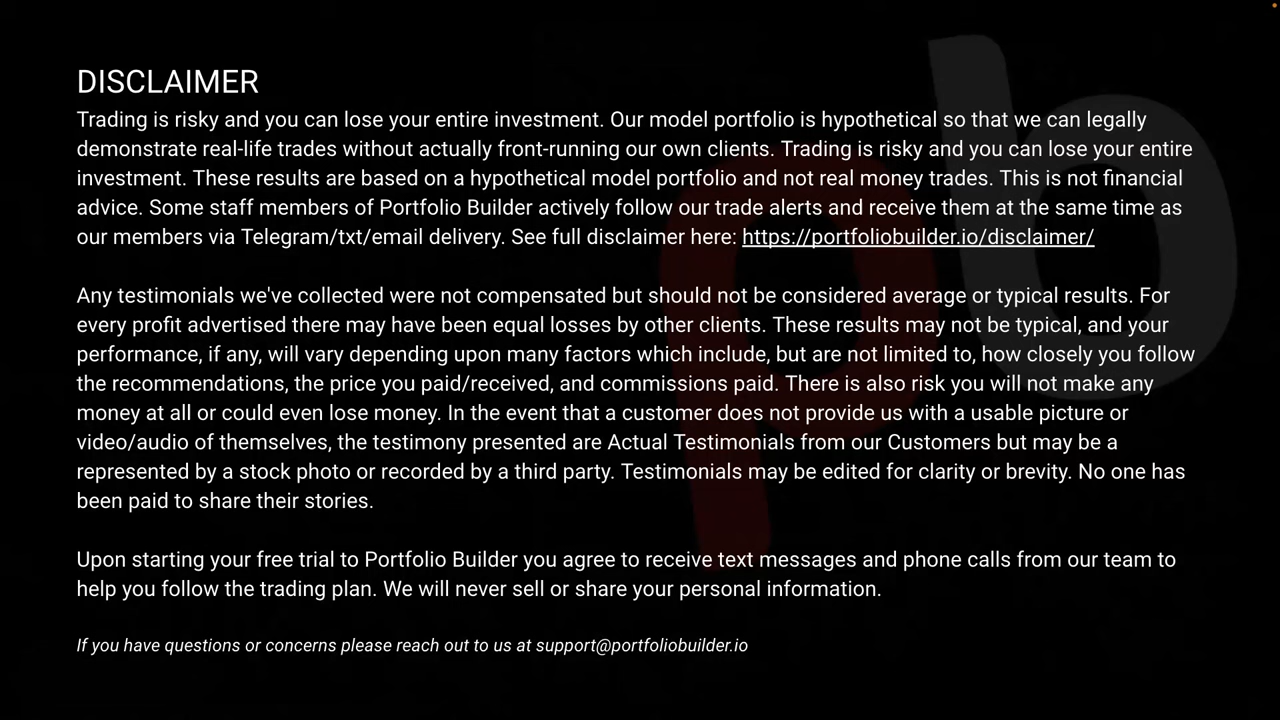 DISCLAIMER
Trading is risky and you can lose your entire investment. Our model portfolio is hypothetical so that we can legally
demonstrate real-life trades without actually front-running our own clients. Trading is risky and you can lose your entire
investment. These results are based on a hypothetical model portfolio and not real money trades. This is not financial
advice. Some staff members of Portfolio Builder actively follow our trade alerts and receive them at the same time as
our members via Telegram/txt/email delivery. See full disclaimer here: https://portfoliobuilder.io/disclaimer/
Any testimonials we've collected were not compensated but should not be considered average or typical results. For
every profit advertised there may have been equal losses by other clients. These results may not be typical, and your
performance, if any, will vary depending upon many factors which include, but are not limited to, how closely you follow
the recommendations, the price you paid/received, and commissions paid. There is also risk you will not make any
money at all or could even lose money. In the event that a customer does not provide us with a usable picture or
video/audio of themselves, the testimony presented are Actual Testimonials from our Customers but may be a
represented by a stock photo or recorded by a third party. Testimonials may be edited for clarity or brevity. No one has
been paid to share their stories.
Upon starting your free trial to Portfolio Builder you agree to receive text messages and phone calls from our team to
help you follow the trading plan. We will never sell or share your personal information.
If you have questions or concerns please reach out to us at support@portfoliobuilder.io
pb